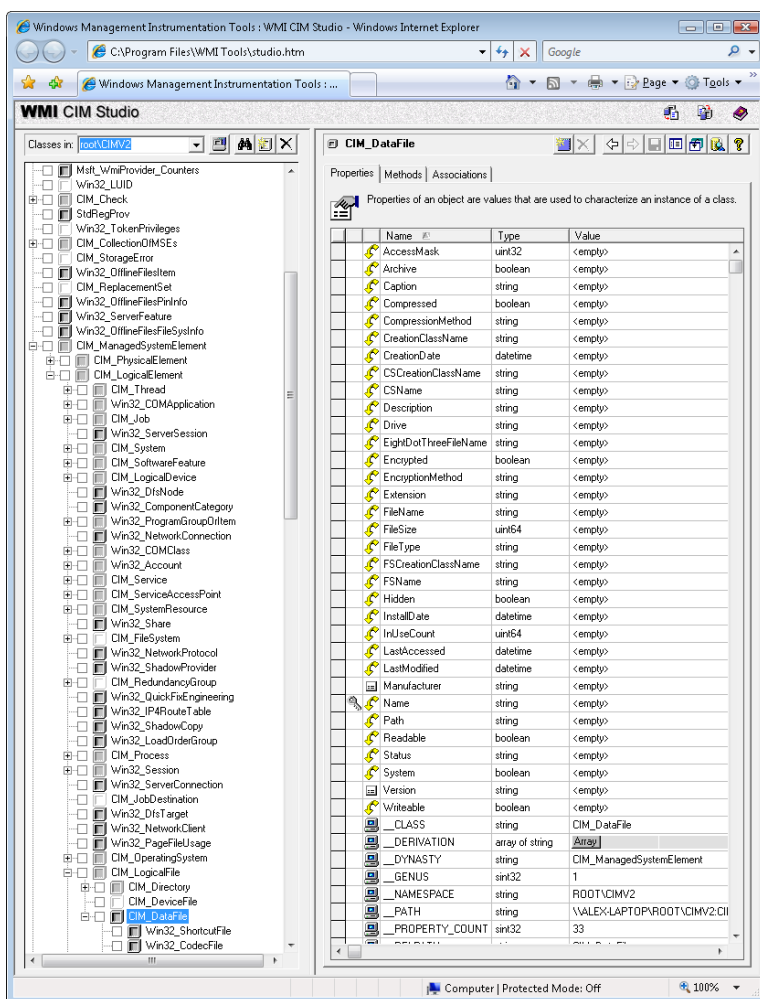 Windows Management Instrumentation Tools : WMI CIM Studio - Windows Internet Explorer
C:\Program Files\WMI Tools\studio.htm
Google
Windows Management Instrumentation Tools : ...
Page
Tools
»
WMI CIM Studio
Classes in: root\CIMV2
Msft_WmiProvider_Counters
Win32_LUID
CIM_Check
StdRegProv
Win32_TokenPrivileges
CIM_CollectionOfMSEs
CIM_StorageError
Win32_OfflineFilesItem
CIM_ReplacementSet
Win32_OfflineFilesPinInfo
Win32_ServerFeature
Win32_OfflineFilesFileSysInfo
CIM_ManagedSystemElement
CIM_PhysicalElement
CIM_LogicalElement
CIM_Thread
Win32_COMApplication
CIM_Job
Win32_ServerSession
CIM_System
CIM_SoftwareFeature
CIM_LogicalDevice
Win32_DfsNode
Win32_ComponentCategory
Win32_ProgramGroupOrItem
Win32_NetworkConnection
Win32_COMClass
Win32_Account
CIM_Service
CIM_ServiceAccessPoint
CIM_SystemResource
Win32_Share
CIM_FileSystem
Win32_NetworkProtocol
Win32_ShadowProvider
CIM_RedundancyGroup
Win32_QuickFixEngineering
Win32_IP4RouteTable
Win32_ShadowCopy
Win32_LoadOrderGroup
CIM_Process
Win32_Session
Win32_ServerConnection
CIM_JobDestination
Win32_DfsTarget
Win32_NetworkClient
Win32_PageFileUsage
CIM_OperatingSystem
CIM_LogicalFile
CIM_Directory
CIM_DeviceFile
CIM_DataFile
Win32_ShortcutFile
Win32_CodecFile
CIM_DataFile
Properties Methods Associations
Properties of an object are values that are used to characterize an instance of a class.
Name Type Value
AccessMask uint32 <empty>
Archive boolean <empty>
Caption string <empty>
Compressed boolean <empty>
CompressionMethod string <empty>
CreationClassName string <empty>
CreationDate datetime <empty>
CSCreationClassName string <empty>
CSName string <empty>
Description string <empty>
Drive string <empty>
EightDotThreeFileName string <empty>
Encrypted boolean <empty>
EncryptionMethod string <empty>
Extension string <empty>
FileName string <empty>
FileSize uint64 <empty>
FileType string <empty>
FSCreationClassName string <empty>
FSName string <empty>
Hidden boolean <empty>
InstallDate datetime <empty>
InUseCount uint64 <empty>
LastAccessed datetime <empty>
LastModified datetime <empty>
Manufacturer string <empty>
Name string <empty>
Path string <empty>
Readable boolean <empty>
Status string <empty>
System boolean <empty>
Version string <empty>
Writeable boolean <empty>
__CLASS string CIM_DataFile
__DERIVATION array of string Array
__DYNASTY string CIM_ManagedSystemElement
__GENUS sint32 1
__NAMESPACE string ROOT\CIMV2
__PATH string \\ALEX-LAPTOP\ROOT\CIMV2:CI
__PROPERTY_COUNT sint32 33
Computer | Protected Mode: Off
100%